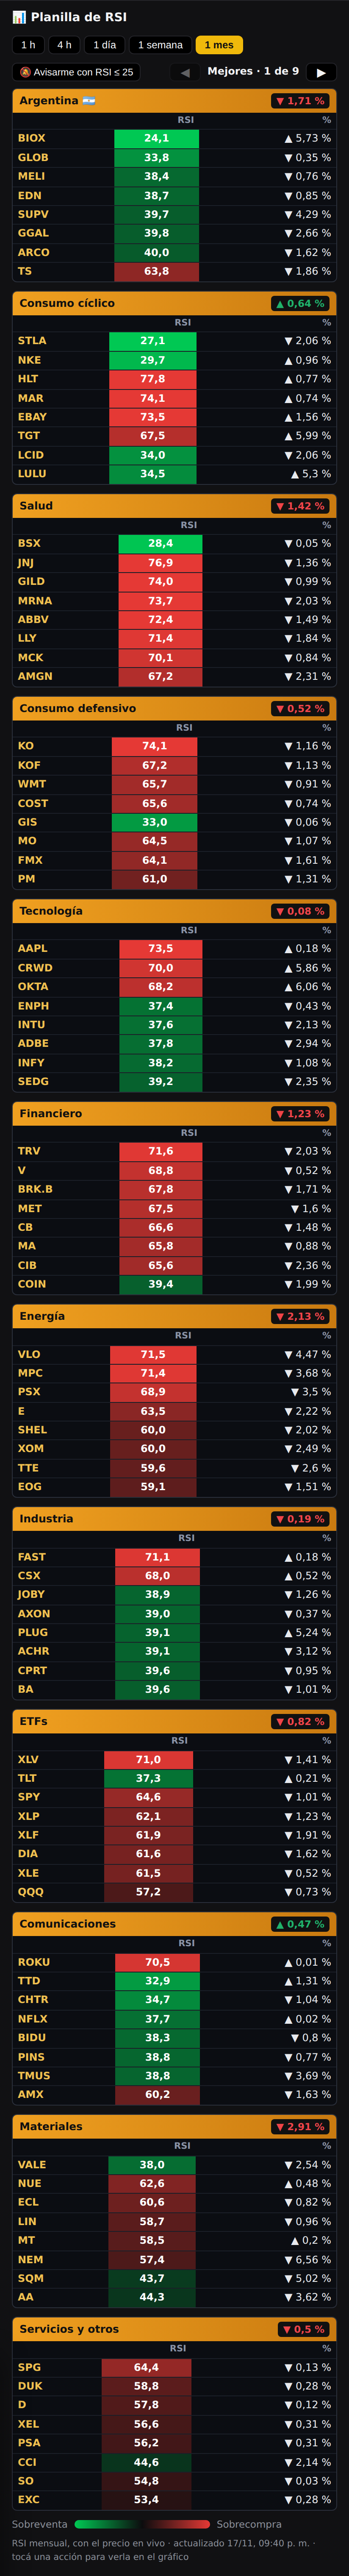 📊 Planilla de RSI
1 h 4 h 1 día 1 semana 1 mes
🔕 Avisarme con RSI ≤ 25 ◀ Mejores · 1 de 9 ▶
Argentina 🇦🇷 ▼ 1,71 %
RSI %
BIOX 24,1 ▲ 5,73 %
GLOB 33,8 ▼ 0,35 %
MELI 38,4 ▼ 0,76 %
EDN 38,7 ▼ 0,85 %
SUPV 39,7 ▼ 4,29 %
GGAL 39,8 ▼ 2,66 %
ARCO 40,0 ▼ 1,62 %
TS 63,8 ▼ 1,86 %
Consumo cíclico ▲ 0,64 %
RSI %
STLA 27,1 ▼ 2,06 %
NKE 29,7 ▲ 0,96 %
HLT 77,8 ▲ 0,77 %
MAR 74,1 ▲ 0,74 %
EBAY 73,5 ▲ 1,56 %
TGT 67,5 ▲ 5,99 %
LCID 34,0 ▼ 2,06 %
LULU 34,5 ▲ 5,3 %
Salud ▼ 1,42 %
RSI %
BSX 28,4 ▼ 0,05 %
JNJ 76,9 ▼ 1,36 %
GILD 74,0 ▼ 0,99 %
MRNA 73,7 ▼ 2,03 %
ABBV 72,4 ▼ 1,49 %
LLY 71,4 ▼ 1,84 %
MCK 70,1 ▼ 0,84 %
AMGN 67,2 ▼ 2,31 %
Consumo defensivo ▼ 0,52 %
RSI %
KO 74,1 ▼ 1,16 %
KOF 67,2 ▼ 1,13 %
WMT 65,7 ▼ 0,91 %
COST 65,6 ▼ 0,74 %
GIS 33,0 ▼ 0,06 %
MO 64,5 ▼ 1,07 %
FMX 64,1 ▼ 1,61 %
PM 61,0 ▼ 1,31 %
Tecnología ▼ 0,08 %
RSI %
AAPL 73,5 ▲ 0,18 %
CRWD 70,0 ▲ 5,86 %
OKTA 68,2 ▲ 6,06 %
ENPH 37,4 ▼ 0,43 %
INTU 37,6 ▼ 2,13 %
ADBE 37,8 ▼ 2,94 %
INFY 38,2 ▼ 1,08 %
SEDG 39,2 ▼ 2,35 %
Financiero ▼ 1,23 %
RSI %
TRV 71,6 ▼ 2,03 %
V 68,8 ▼ 0,52 %
BRK.B 67,8 ▼ 1,71 %
MET 67,5 ▼ 1,6 %
CB 66,6 ▼ 1,48 %
MA 65,8 ▼ 0,88 %
CIB 65,6 ▼ 2,36 %
COIN 39,4 ▼ 1,99 %
Energía ▼ 2,13 %
RSI %
VLO 71,5 ▼ 4,47 %
MPC 71,4 ▼ 3,68 %
PSX 68,9 ▼ 3,5 %
E 63,5 ▼ 2,22 %
SHEL 60,0 ▼ 2,02 %
XOM 60,0 ▼ 2,49 %
TTE 59,6 ▼ 2,6 %
EOG 59,1 ▼ 1,51 %
Industria ▼ 0,19 %
RSI %
FAST 71,1 ▲ 0,18 %
CSX 68,0 ▲ 0,52 %
JOBY 38,9 ▼ 1,26 %
AXON 39,0 ▼ 0,37 %
PLUG 39,1 ▲ 5,24 %
ACHR 39,1 ▼ 3,12 %
CPRT 39,6 ▼ 0,95 %
BA 39,6 ▼ 1,01 %
ETFs ▼ 0,82 %
RSI %
XLV 71,0 ▼ 1,41 %
TLT 37,3 ▲ 0,21 %
SPY 64,6 ▼ 1,01 %
XLP 62,1 ▼ 1,23 %
XLF 61,9 ▼ 1,91 %
DIA 61,6 ▼ 1,62 %
XLE 61,5 ▼ 0,52 %
QQQ 57,2 ▼ 0,73 %
Comunicaciones ▲ 0,47 %
RSI %
ROKU 70,5 ▲ 0,01 %
TTD 32,9 ▲ 1,31 %
CHTR 34,7 ▼ 1,04 %
NFLX 37,7 ▲ 0,02 %
BIDU 38,3 ▼ 0,8 %
PINS 38,8 ▼ 0,77 %
TMUS 38,8 ▼ 3,69 %
AMX 60,2 ▼ 1,63 %
Materiales ▼ 2,91 %
RSI %
VALE 38,0 ▼ 2,54 %
NUE 62,6 ▲ 0,48 %
ECL 60,6 ▼ 0,82 %
LIN 58,7 ▼ 0,96 %
MT 58,5 ▲ 0,2 %
NEM 57,4 ▼ 6,56 %
SQM 43,7 ▼ 5,02 %
AA 44,3 ▼ 3,62 %
Servicios y otros ▼ 0,5 %
RSI %
SPG 64,4 ▼ 0,13 %
DUK 58,8 ▼ 0,28 %
D 57,8 ▼ 0,12 %
XEL 56,6 ▼ 0,31 %
PSA 56,2 ▼ 0,31 %
CCI 44,6 ▼ 2,14 %
SO 54,8 ▼ 0,03 %
EXC 53,4 ▼ 0,28 %
Sobreventa Sobrecompra
RSI mensual, con el precio en vivo · actualizado 17/11, 09:40 p. m. ·
tocá una acción para verla en el gráfico